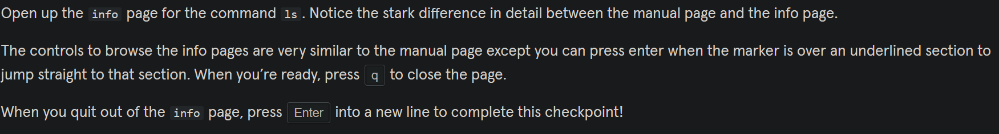 Open up the info page for the command ls. Notice the stark difference in detail between the manual page and the info page.
The controls to browse the info pages are very similar to the manual page except you can press enter when the marker is over an underlined section to
jump straight to that section. When you’re ready, press q to close the page.
When you quit out of the info page, press Enter into a new line to complete this checkpoint!